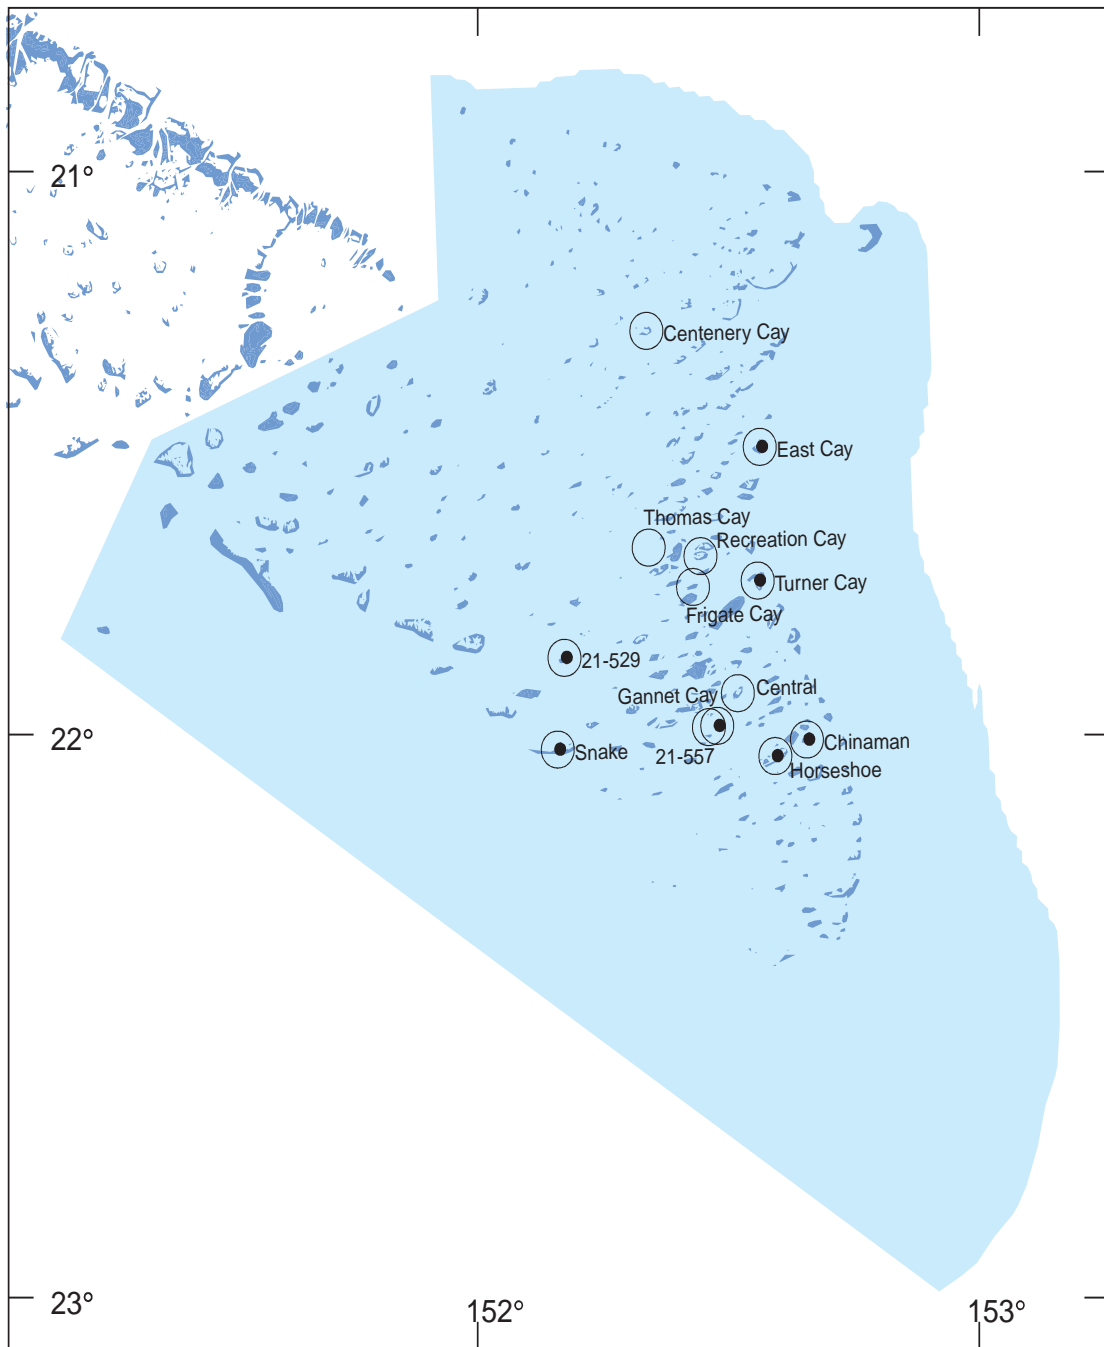 21°
Centenery Cay
East Cay
Thomas Cay
Recreation Cay
Turner Cay
Frigate Cay
21-529
Central
Gannet Cay
22°
Chinaman
Snake
21-557
Horseshoe
23°
152°
153°